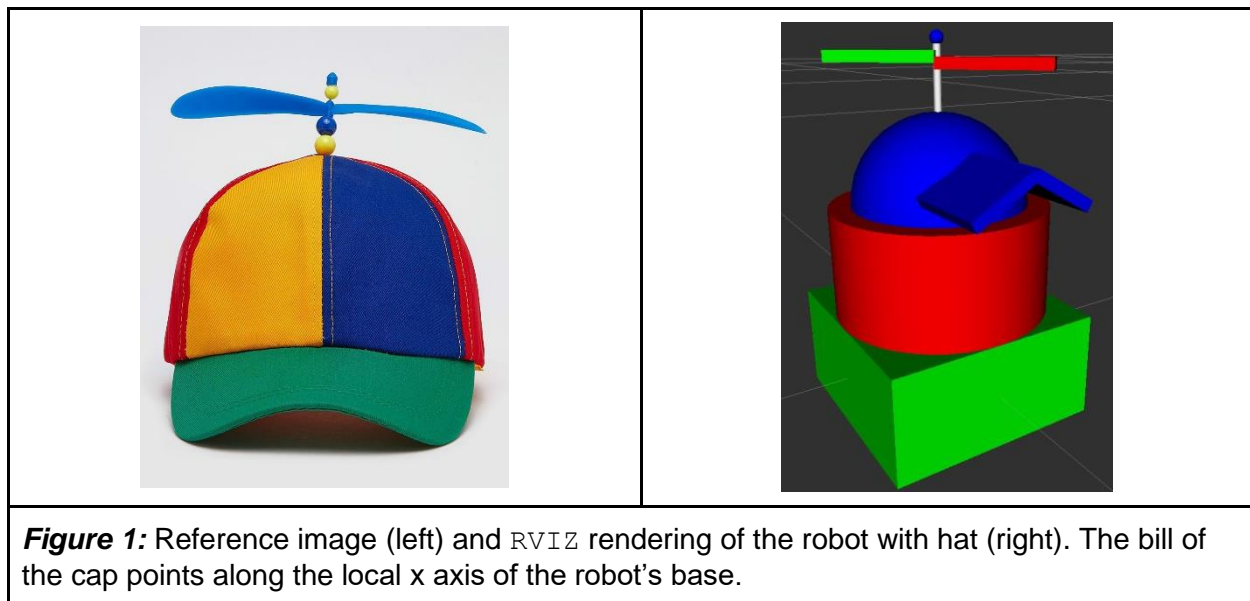 Figure 1: Reference image (left) and RVIZ rendering of the robot with hat (right). The bill of
the cap points along the local x axis of the robot's base.